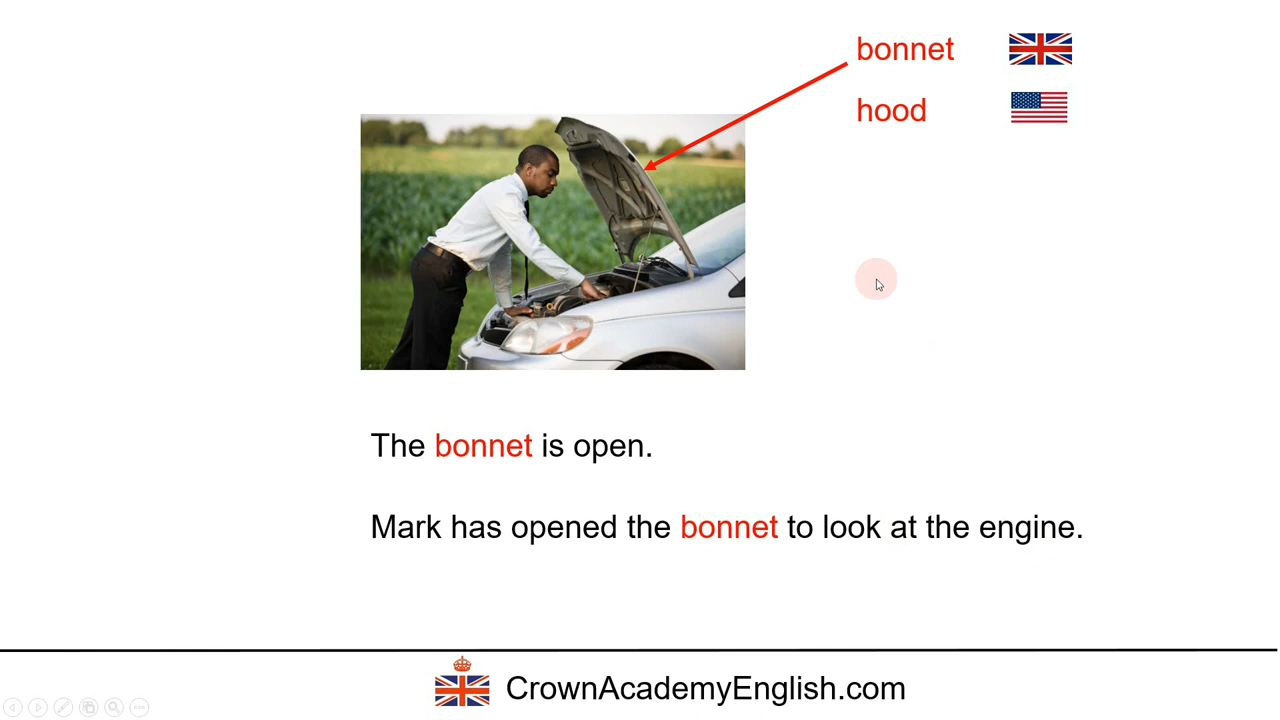 bonnet
hood
The bonnet is open.
Mark has opened the bonnet to look at the engine.
CrownAcademyEnglish.com